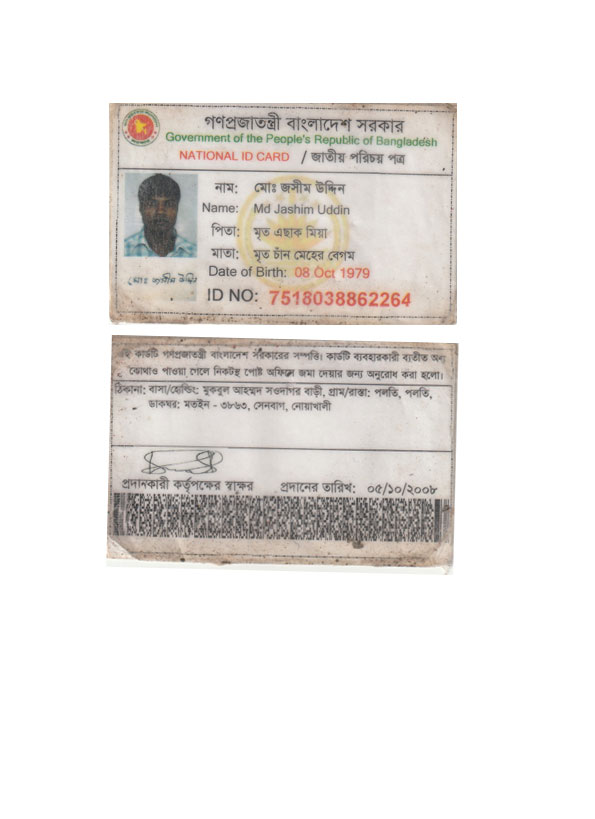 গণপ্রজাতন্ত্রী বাংলাদেশ সরকার
Government of the People's Republic of Bangladesh
NATIONAL ID CARD / জাতীয় পরিচয় পত্র
নাম: মোঃ জসীম উদ্দিন
Name: Md Jashim Uddin
পিতা: মৃত এছাক মিয়া
মাতা: মৃত চাঁন মেহের বেগম
Date of Birth: 08 Oct 1979
মোঃ জসীম উদ্দিন
ID NO: 7518038862264
কার্ডটি গণপ্রজাতন্ত্রী বাংলাদেশ সরকারের সম্পত্তি। কার্ডটি ব্যবহারকারী ব্যতীত অন্য
কোথাও পাওয়া গেলে নিকটস্থ পোষ্ট অফিসে জমা দেয়ার জন্য অনুরোধ করা হলো।
ঠিকানা: বাসা/হোল্ডিং: মুকবুল আহম্মদ সওদাগর বাড়ী, গ্রাম/রাস্তা: পলতি, পলতি,
ডাকঘর: মতইন - ৩৮৬৩, সেনবাগ, নোয়াখালী
প্রদানকারী কর্তৃপক্ষের স্বাক্ষর প্রদানের তারিখ: ০৫/১০/২০০৮